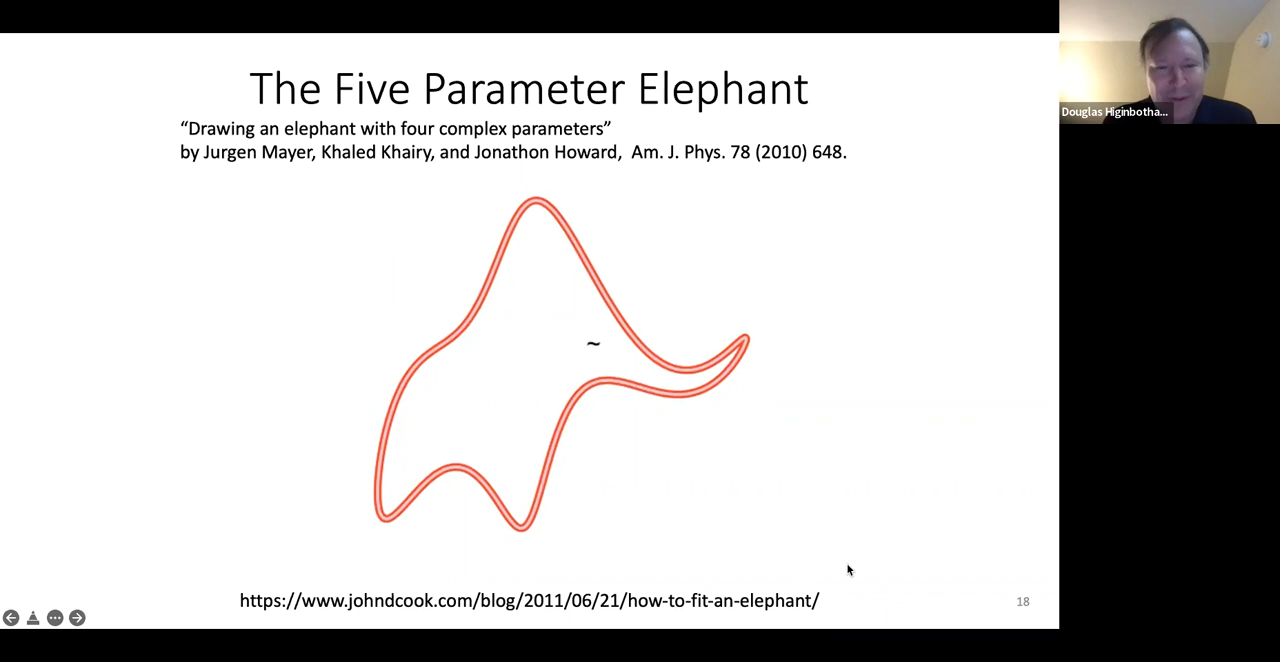 The Five Parameter Elephant
“Drawing an elephant with four complex parameters”
by Jurgen Mayer, Khaled Khairy, and Jonathon Howard, Am. J. Phys. 78 (2010) 648.
~
https://www.johndcook.com/blog/2011/06/21/how-to-fit-an-elephant/
18
Douglas Higinbotha...